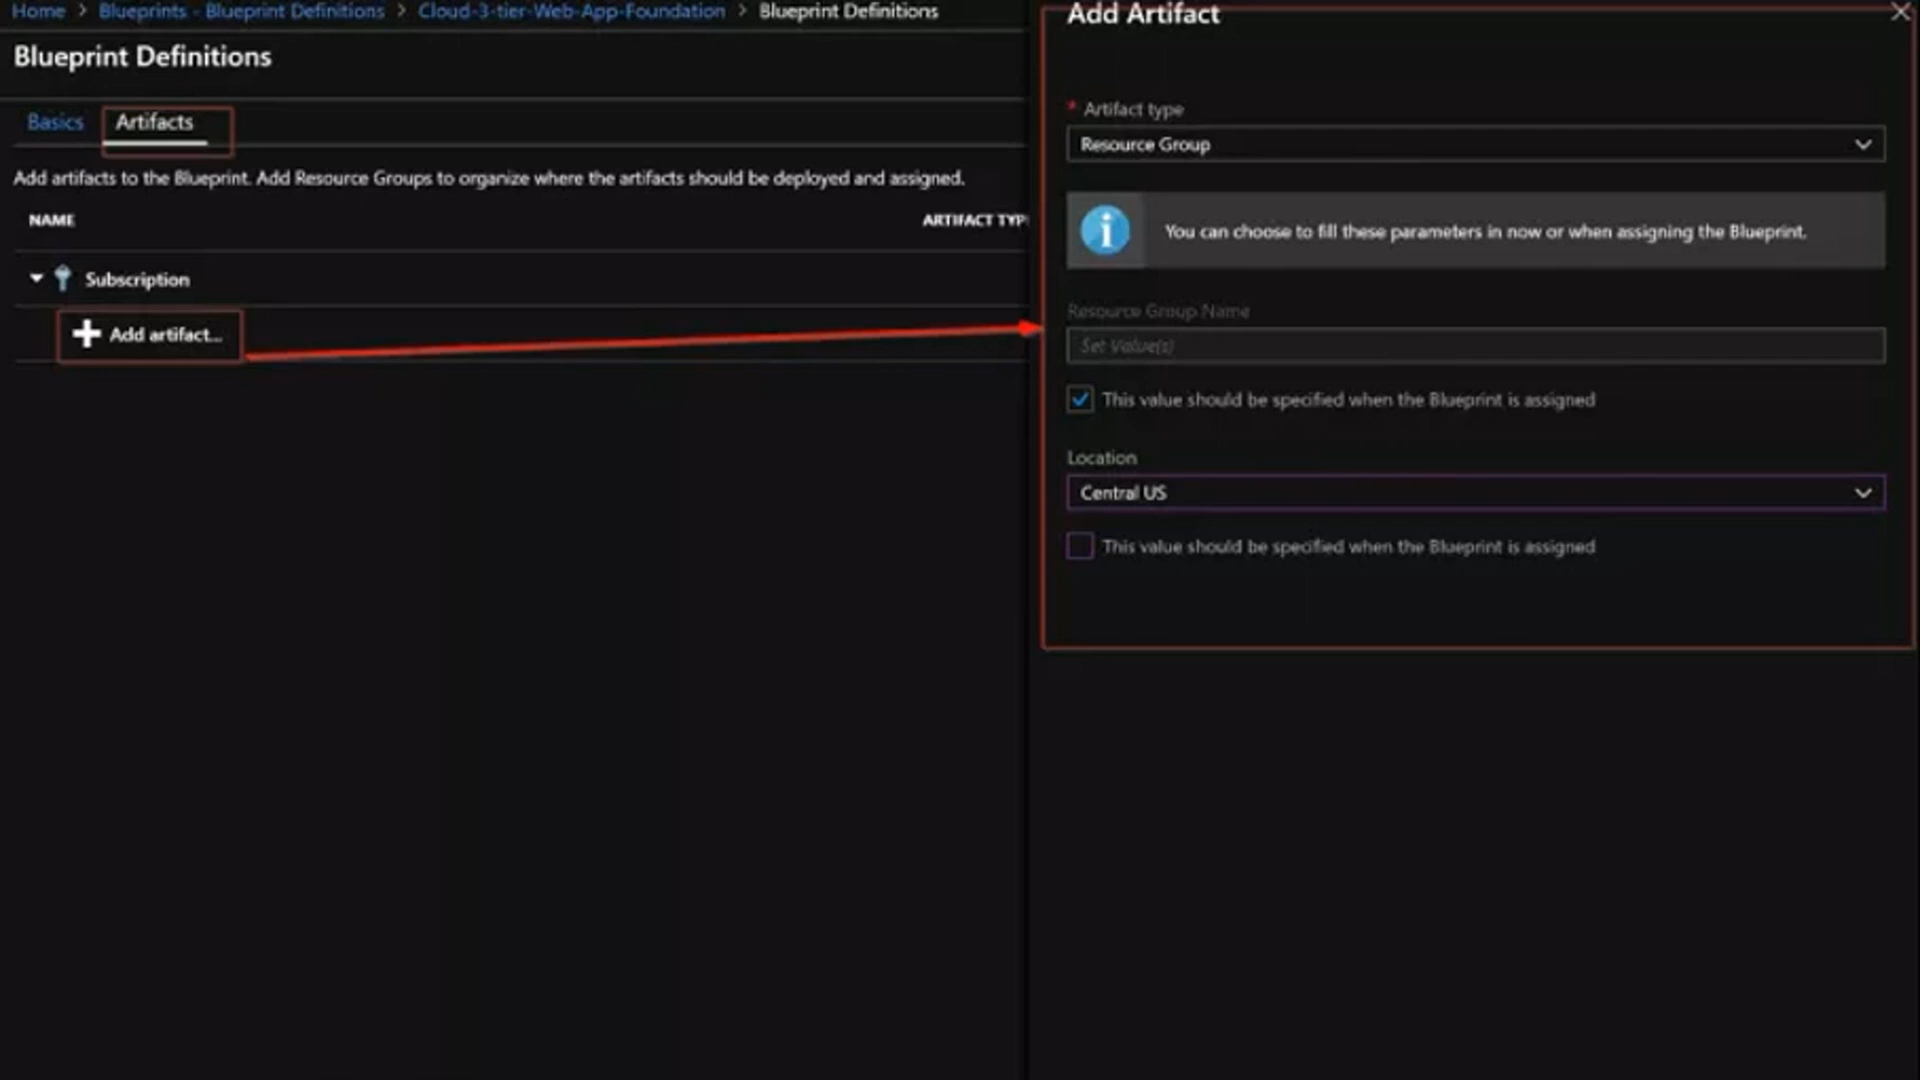 Home > Blueprints - Blueprint Definitions > Cloud-3-tier-Web-App-Foundation > Blueprint Definitions
Blueprint Definitions
Basics Artifacts
Add artifacts to the Blueprint. Add Resource Groups to organize where the artifacts should be deployed and assigned.
NAME ARTIFACT TYP
Subscription
Add artifact...
Add Artifact
* Artifact type
Resource Group
You can choose to fill these parameters in now or when assigning the Blueprint.
Resource Group Name
Set Value(s)
This value should be specified when the Blueprint is assigned
Location
Central US
This value should be specified when the Blueprint is assigned